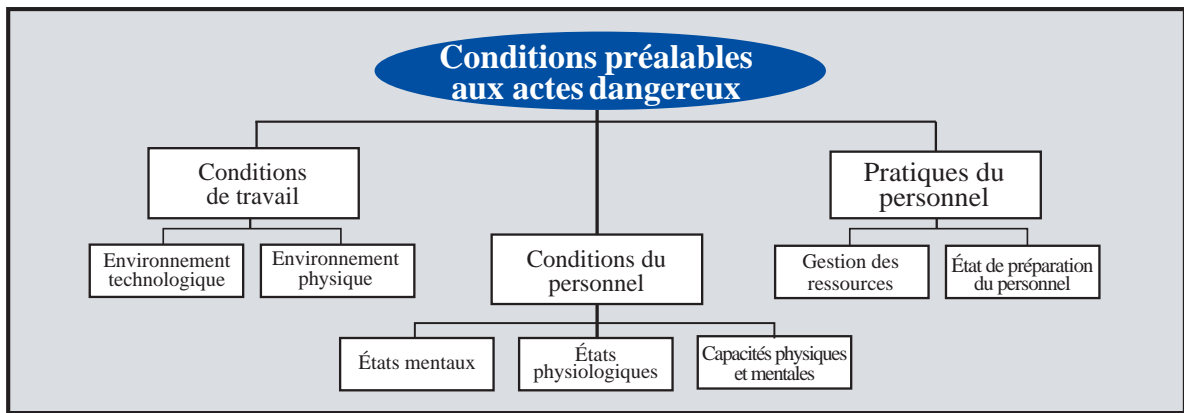 Conditions préalables
aux actes dangereux
Conditions
de travail
Environnement
technologique
Environnement
physique
Conditions du
personnel
États mentaux
États
physiologiques
Capacités physiques
et mentales
Pratiques du
personnel
Gestion des
ressources
État de préparation
du personnel